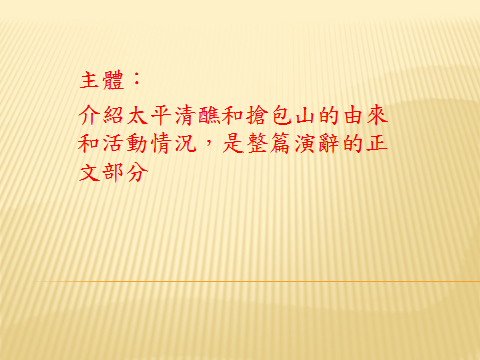 主體：
介紹太平清醮和搶包山的由來
和活動情況，是整篇演辭的正
文部分